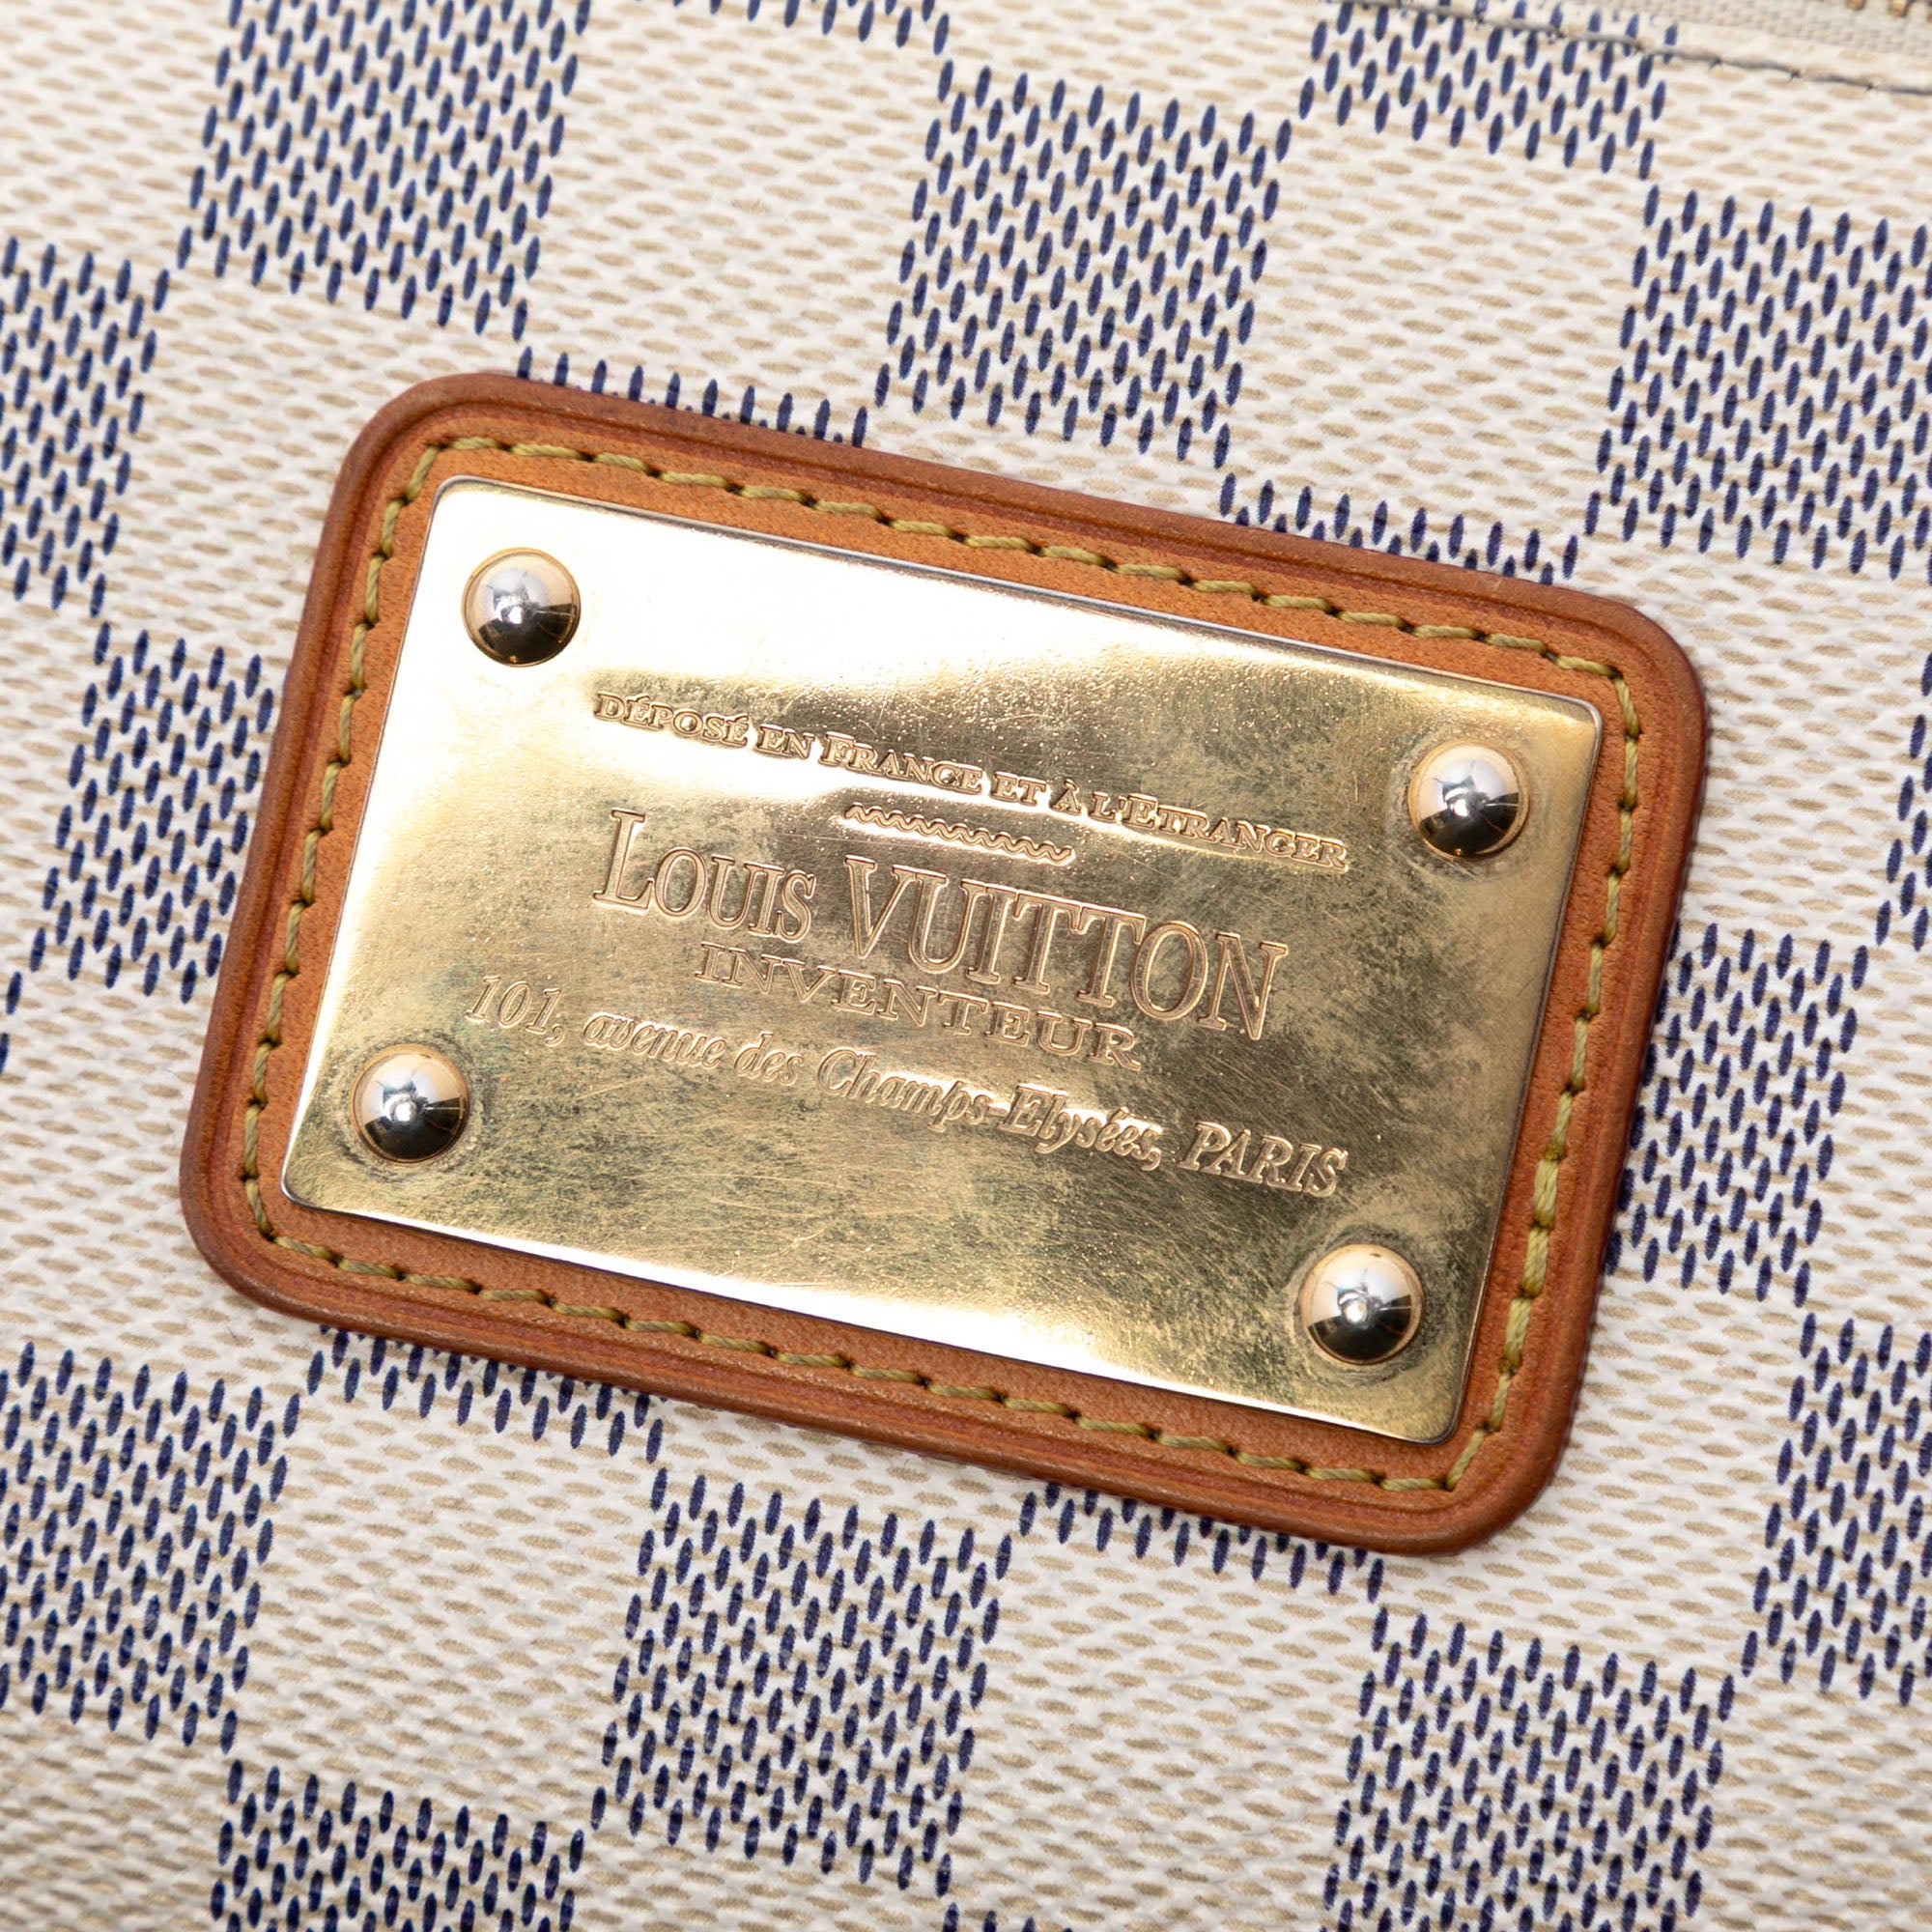 DÉPOSÉ EN FRANCE ET À L'ÉTRANGER
LOUIS VUITTON
INVENTEUR
101, avenue des Champs-Elysées, PARIS